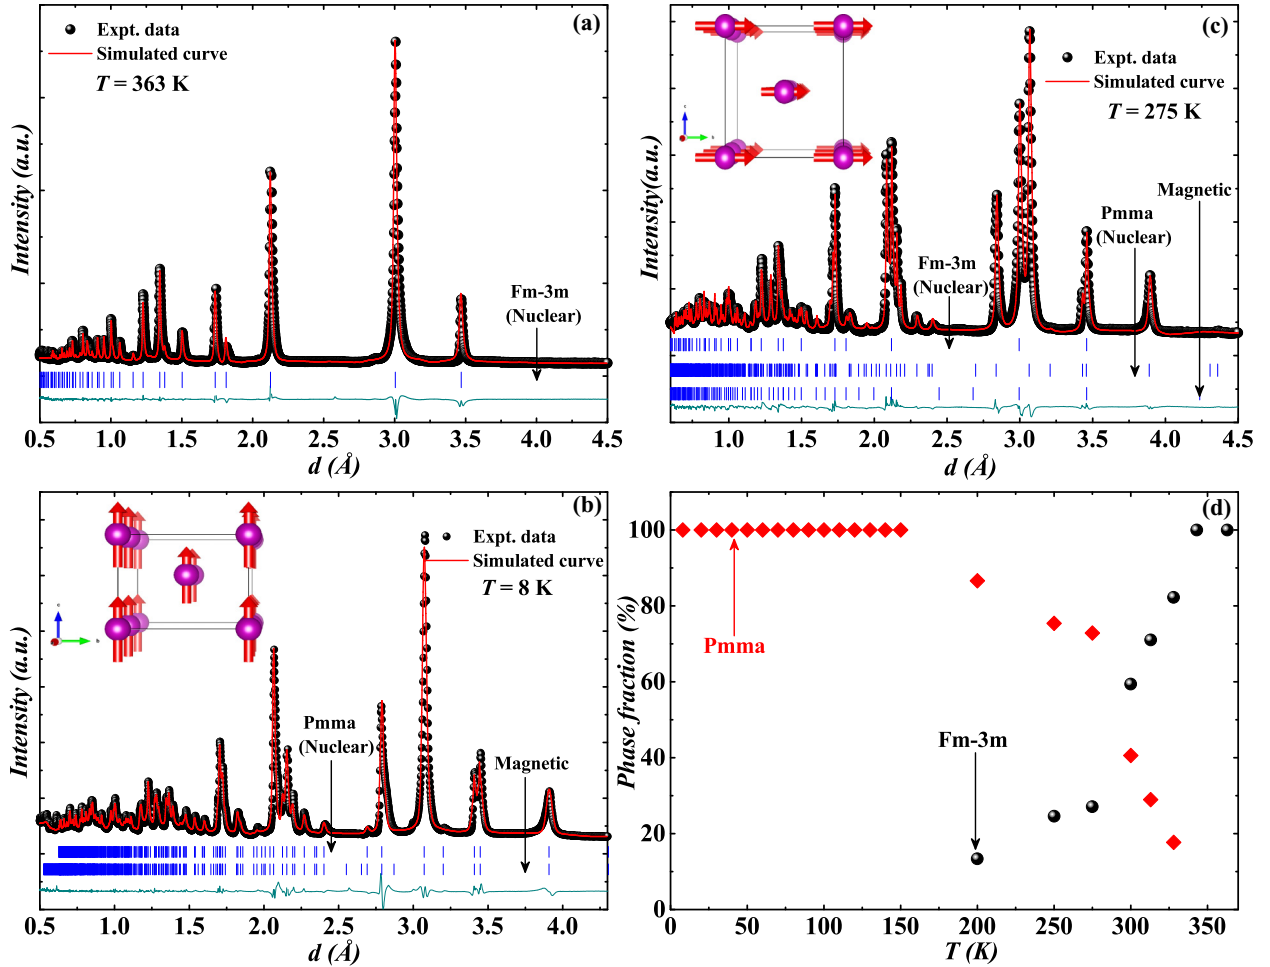 (a)
Expt. data
Simulated curve
T = 363 K
Fm-3m
(Nuclear)
Intensity (a.u.)
0.5 1.0 1.5 2.0 2.5 3.0 3.5 4.0 4.5
d (Å)
(c)
Expt. data
Simulated curve
T = 275 K
Magnetic
Pmma
(Nuclear)
Fm-3m
(Nuclear)
Intensity(a.u.)
1.0 1.5 2.0 2.5 3.0 3.5 4.0 4.5
d (Å)
(b)
Expt. data
Simulated curve
T = 8 K
Pmma
(Nuclear)
Magnetic
Intensity (a.u.)
0.5 1.0 1.5 2.0 2.5 3.0 3.5 4.0
d (Å)
(d)
100
80
60
40
20
0
Phase fraction (%)
Pmma
Fm-3m
0 50 100 150 200 250 300 350
T (K)